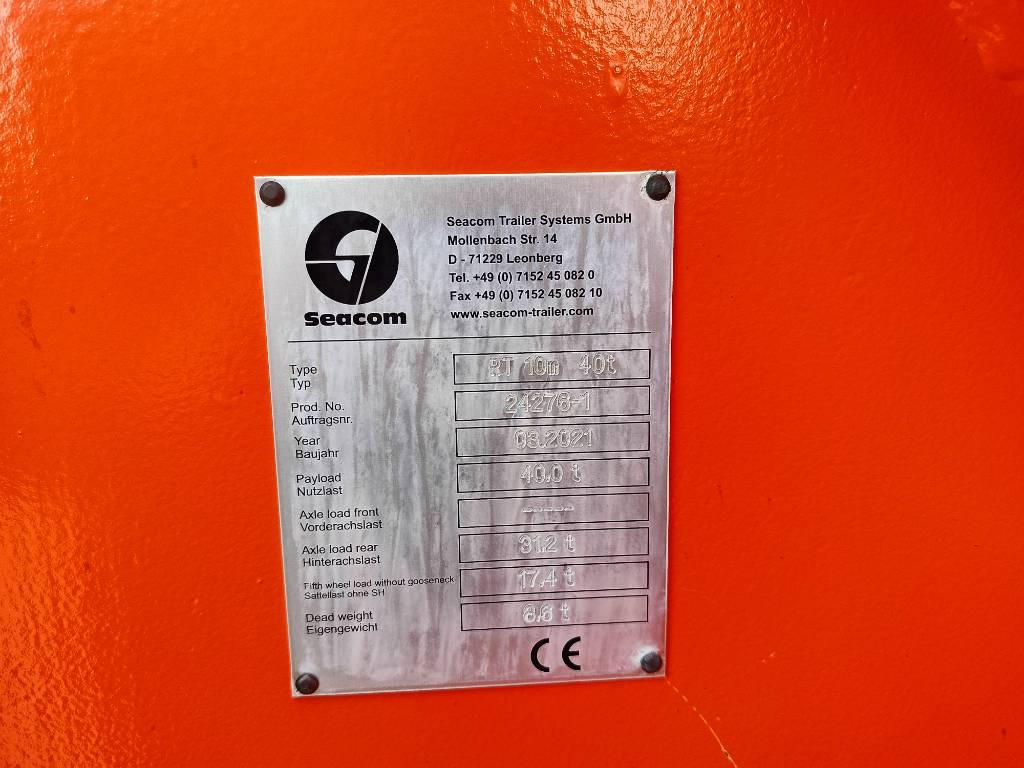 Seacom
Seacom Trailer Systems GmbH
Mollenbach Str. 14
D - 71229 Leonberg
Tel. +49 (0) 7152 45 082 0
Fax +49 (0) 7152 45 082 10
www.seacom-trailer.com
Type
Typ
RT 10m 40t
Prod. No.
Auftragsnr.
24276-1
Year
Baujahr
03.2021
Payload
Nutzlast
40.0 t
Axle load front
Vorderachslast
-----
Axle load rear
Hinterachslast
31.2 t
Fifth wheel load without gooseneck
Sattellast ohne SH
17.4 t
Dead weight
Eigengewicht
8.6 t
CE